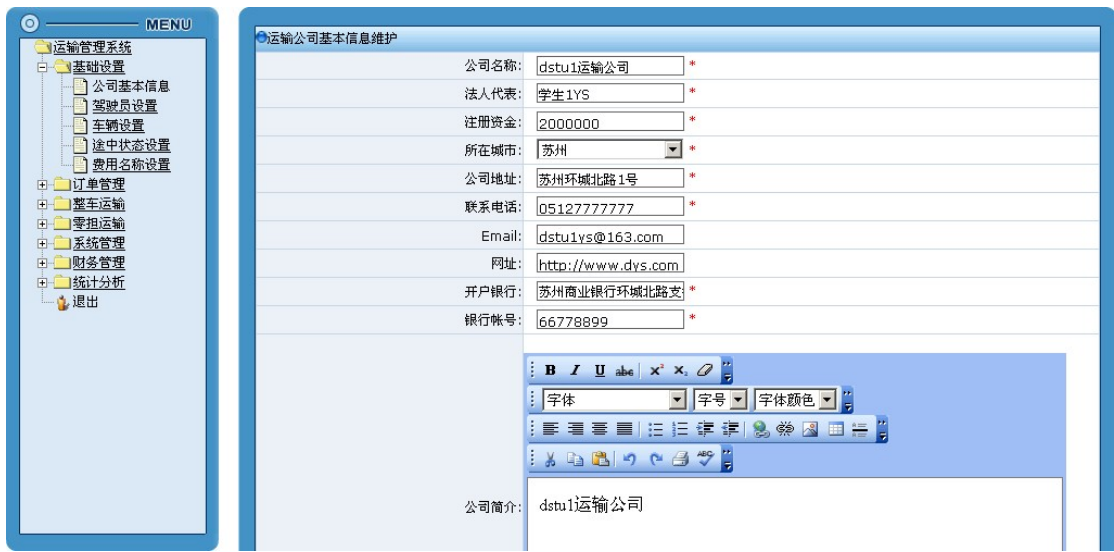 MENU
运输管理系统
基础设置
公司基本信息
驾驶员设置
车辆设置
途中状态设置
费用名称设置
订单管理
整车运输
零担运输
系统管理
财务管理
统计分析
退出
运输公司基本信息维护
公司名称: dstu1运输公司 *
法人代表: 学生1YS *
注册资金: 2000000 *
所在城市: 苏州 *
公司地址: 苏州环城北路1号 *
联系电话: 05127777777 *
Email: dstu1ys@163.com
网址: http://www.dys.com
开户银行: 苏州商业银行环城北路支 *
银行帐号: 66778899 *
B I U abc x² x₂
字体 字号 字体颜色
ABC
公司简介: dstu1运输公司